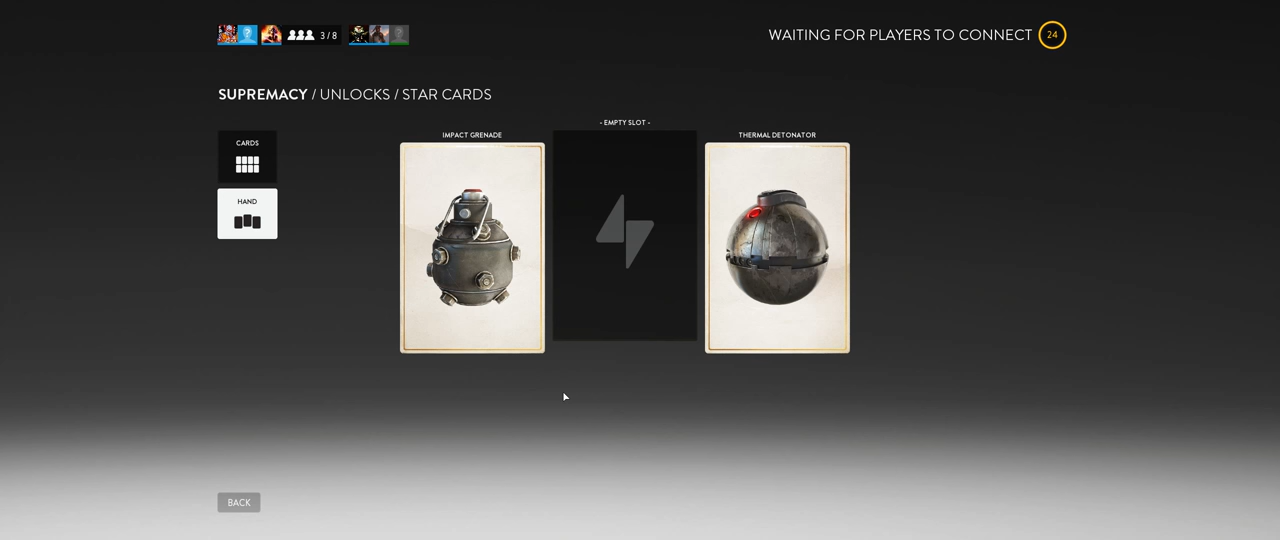 3 / 8
WAITING FOR PLAYERS TO CONNECT 24
SUPREMACY / UNLOCKS / STAR CARDS
CARDS
HAND
IMPACT GRENADE
- EMPTY SLOT -
THERMAL DETONATOR
BACK